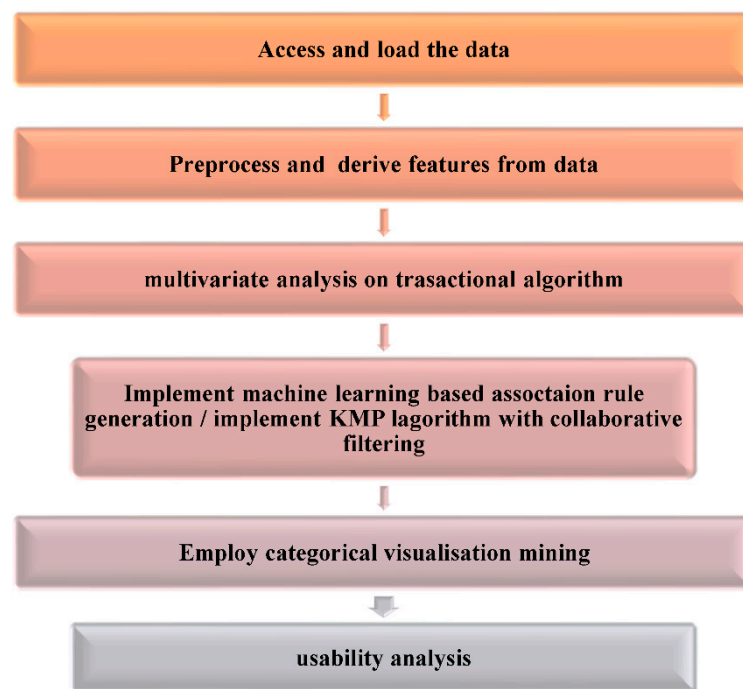 Access and load the data
Preprocess and derive features from data
multivariate analysis on trasactional algorithm
Implement machine learning based assoctaion rule
generation / implement KMP lagorithm with collaborative
filtering
Employ categorical visualisation mining
usability analysis